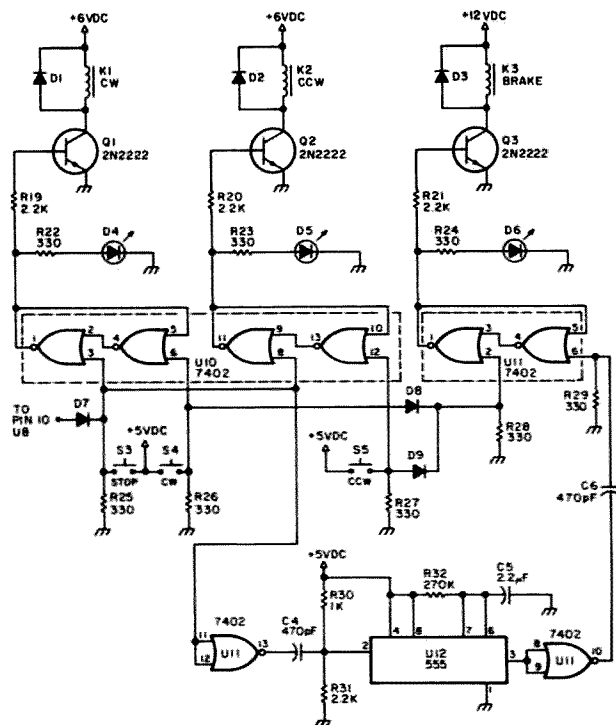 +6VDC
+6VDC
+12VDC
D1
K1
CW
D2
K2
CCW
D3
K3
BRAKE
Q1
2N2222
Q2
2N2222
Q3
2N2222
R19
2.2K
R20
2.2K
R21
2.2K
R22
330
D4
R23
330
D5
R24
330
D6
1
2
3
4
5
6
U10
7402
11
9
8
13
10
12
1
3
2
4
5
6
U11
7402
TO
PIN 10
U8
D7
+5VDC
S3
STOP
S4
CW
R25
330
R26
330
+5VDC
S5
CCW
D8
D9
R27
330
R28
330
R29
330
C6
470pF
+5VDC
R30
1K
R32
270K
C5
2.2µF
7402
11
12
U11
13
C4
470pF
R31
2.2K
2
4
8
7
6
U12
555
3
1
7402
8
9
U11
10